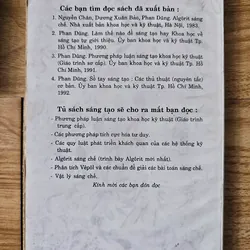 Các bạn tìm đọc sách đã xuất bản :
1. Nguyễn Chân, Dương Xuân Bảo, Phan Dũng. Algôrit sáng
chế. Nhà xuất bản khoa học và kỹ thuật, Hà Nội, 1983.
2. Phan Dũng. Làm thế nào để sáng tạo hay Khoa học về
sáng tạo tự giới thiệu. Ủy ban khoa học và kỹ thuật Tp.
Hồ Chí Minh, 1990.
3. Phan Dũng. Phương pháp luận sáng tạo khoa học kỹ thuật
(Giáo trình sơ cấp). Ủy ban khoa học và kỹ thuật Tp. Hồ
Chí Minh, 1991.
4. Phan Dũng. Sổ tay sáng tạo : Các thủ thuật (nguyên tắc)
cơ bản. Ủy ban khoa học và kỹ thuật Tp. Hồ Chí Minh,
1992.
Tủ sách sáng tạo sẽ cho ra mắt bạn đọc :
- Phương pháp luận sáng tạo khoa học kỹ thuật (Giáo trình
trung cấp).
- Các phương pháp tích cực hóa tư duy.
- Các quy luật phát triển khách quan của các hệ thống kỹ
thuật.
- Algôrit sáng chế (trình bày Algôrit mới nhất).
- Phân tích Vêpôl và các chuẩn để giải các bài toán sáng chế.
- Vật lý sáng chế.
Kính mời các bạn đón đọc